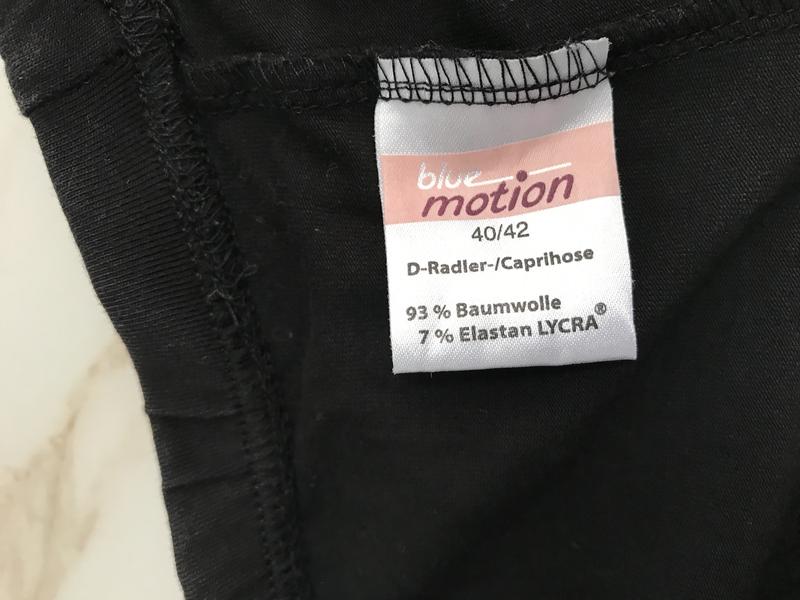 blue
motion
40/42
D-Radler-/Caprihose
93 % Baumwolle
7 % Elastan LYCRA®